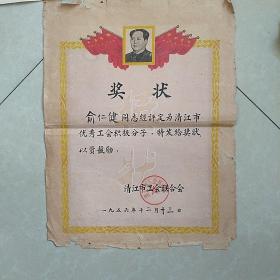 奖状
俞仁健 同志经評定为清江市
优秀工会积极分子,特发给奖状
以资鼓励。
清江市工会联合会
一九五六年十二月十三日